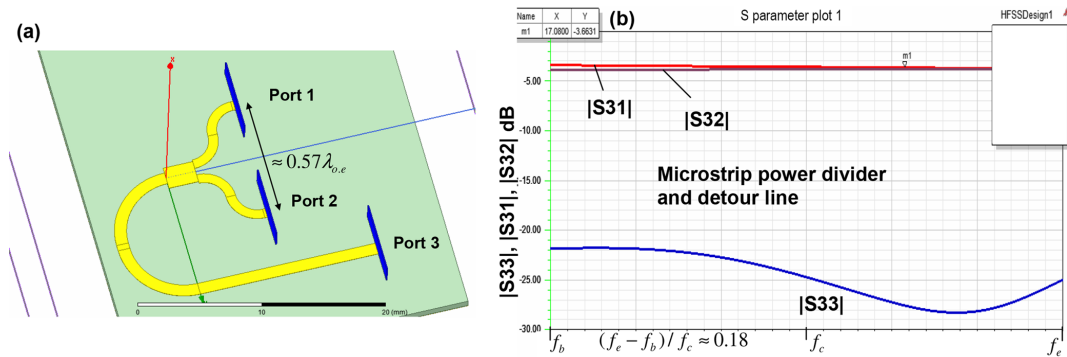 (a)
x
Port 1
≈0.57λo,e
Port 2
Port 3
0 10 20 (mm)
(b)
S parameter plot 1
HFSSDesign1
Name X Y
m1 17.0800 -3.6631
m1
-5.00
-10.00
-15.00
-20.00
-25.00
-30.00
|S33|, |S31|, |S32| dB
|S31|
|S32|
Microstrip power divider
and detour line
|S33|
fb (fe − fb) / fc ≈ 0.18 fc fe